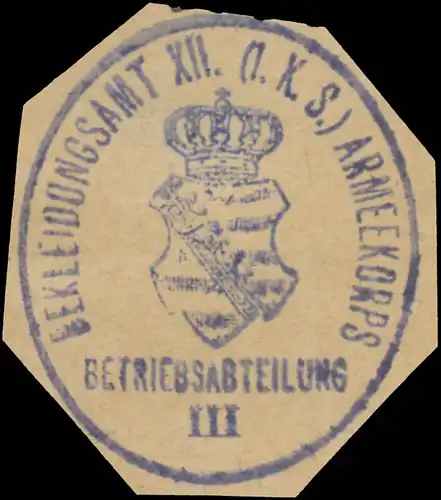 BEKLEIDUNGSAMT XII. (I. K. S.) ARMEEKORPS
BETRIEBSABTEILUNG
III